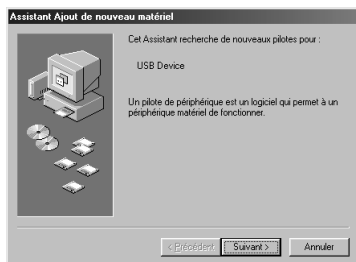 Assistant Ajout de nouveau matériel
Cet Assistant recherche de nouveaux pilotes pour :
USB Device
Un pilote de périphérique est un logiciel qui permet à un
périphérique matériel de fonctionner.
< Précédent Suivant > Annuler